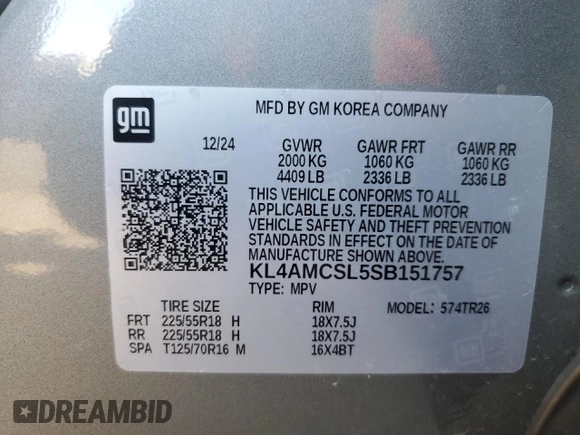 gm
MFD BY GM KOREA COMPANY
12/24 GVWR GAWR FRT GAWR RR
2000 KG 1060 KG 1060 KG
4409 LB 2336 LB 2336 LB
THIS VEHICLE CONFORMS TO ALL
APPLICABLE U.S. FEDERAL MOTOR
VEHICLE SAFETY AND THEFT PREVENTION
STANDARDS IN EFFECT ON THE DATE OF
MANUFACTURE SHOWN ABOVE.
KL4AMCSL5SB151757
TYPE: MPV
TIRE SIZE RIM MODEL: 574TR26
FRT 225/55R18 H 18X7.5J
RR 225/55R18 H 18X7.5J
SPA T125/70R16 M 16X4BT
DREAMBID